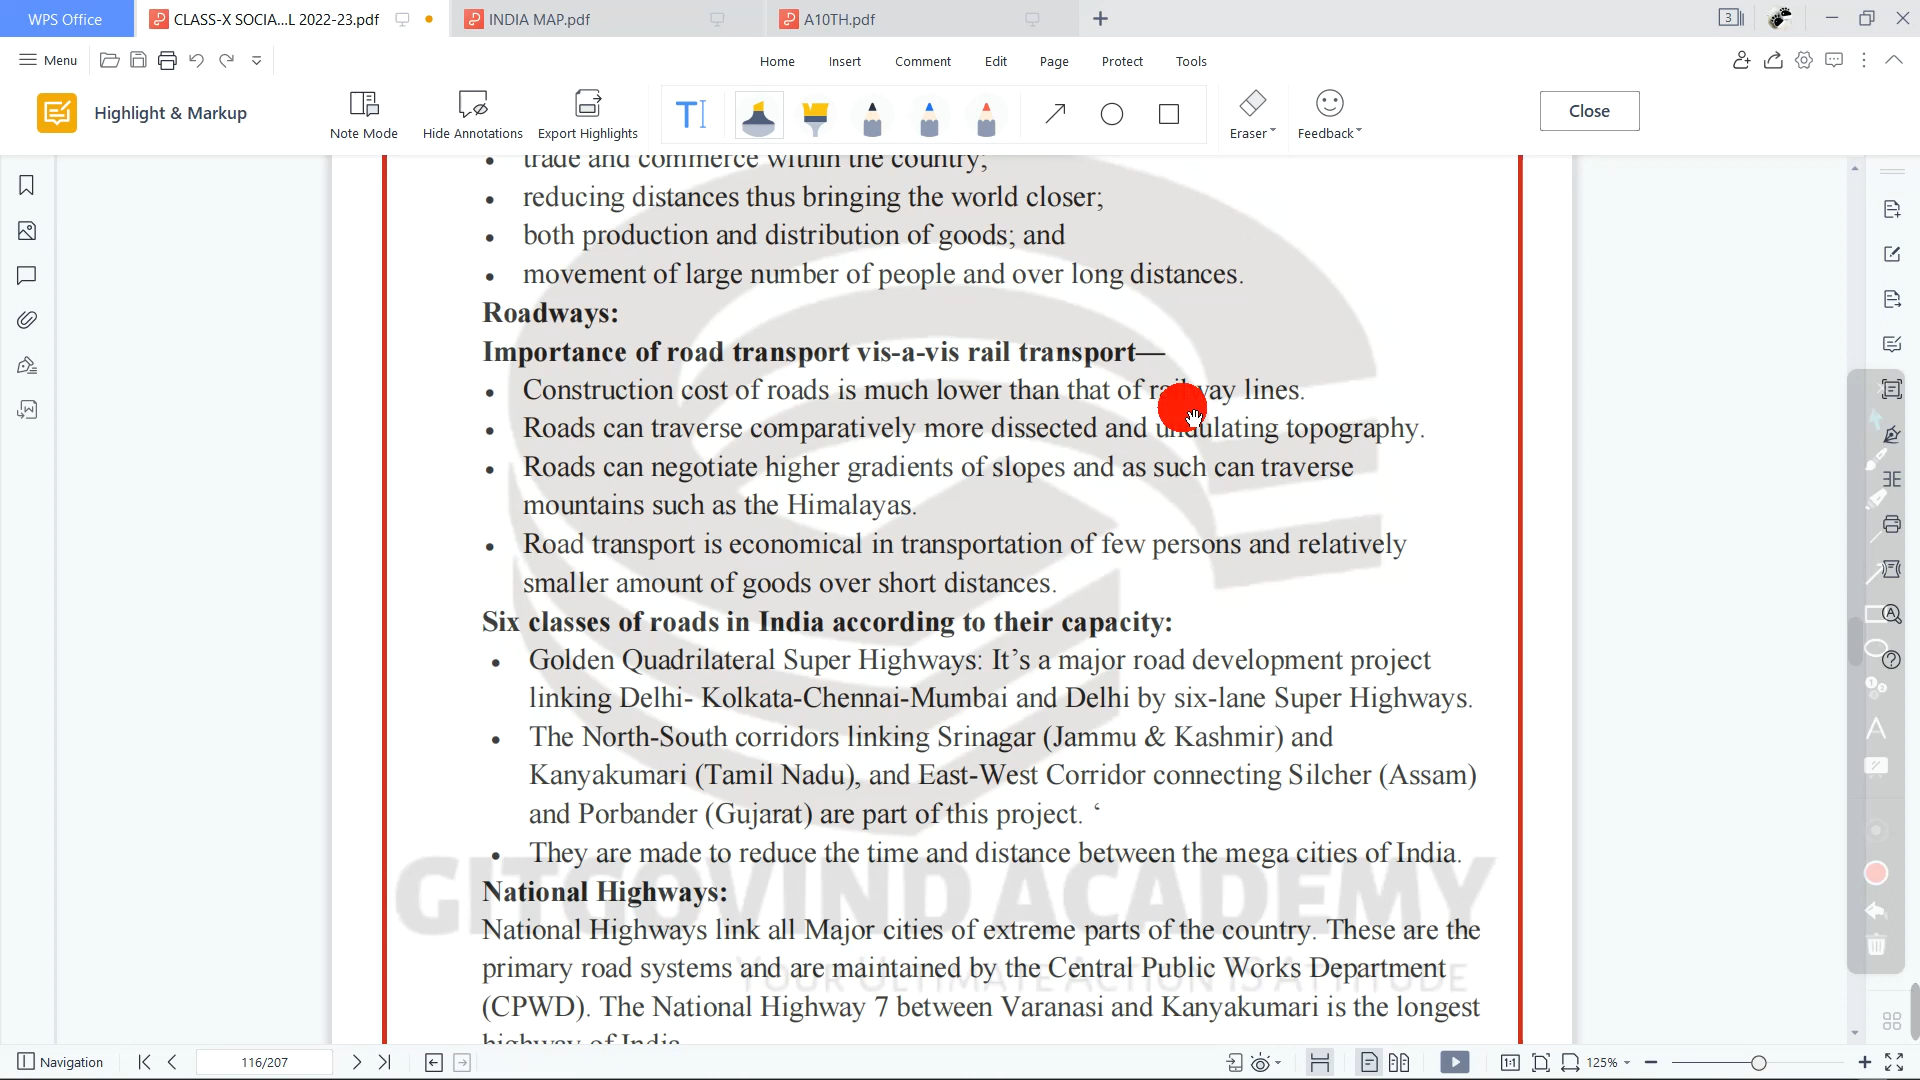 WPS Office
CLASS-X SOCIA...L 2022-23.pdf
INDIA MAP.pdf
A10TH.pdf
3
Menu
Home Insert Comment Edit Page Protect Tools
Highlight & Markup
Note Mode
Hide Annotations
Export Highlights
Eraser
Feedback
Close
trade and commerce within the country;
• reducing distances thus bringing the world closer;
• both production and distribution of goods; and
• movement of large number of people and over long distances.
Roadways:
Importance of road transport vis-a-vis rail transport—
• Construction cost of roads is much lower than that of railway lines.
• Roads can traverse comparatively more dissected and undulating topography.
• Roads can negotiate higher gradients of slopes and as such can traverse
mountains such as the Himalayas.
• Road transport is economical in transportation of few persons and relatively
smaller amount of goods over short distances.
Six classes of roads in India according to their capacity:
• Golden Quadrilateral Super Highways: It’s a major road development project
linking Delhi- Kolkata-Chennai-Mumbai and Delhi by six-lane Super Highways.
• The North-South corridors linking Srinagar (Jammu & Kashmir) and
Kanyakumari (Tamil Nadu), and East-West Corridor connecting Silcher (Assam)
and Porbander (Gujarat) are part of this project. ‘
• They are made to reduce the time and distance between the mega cities of India.
GITGOVIND ACADEMY
National Highways:
National Highways link all Major cities of extreme parts of the country. These are the
primary road systems and are maintained by the Central Public Works Department
YOUR ULTIMATE ACTION IS ATTITUDE
(CPWD). The National Highway 7 between Varanasi and Kanyakumari is the longest
highway of India
Navigation
116/207
125%